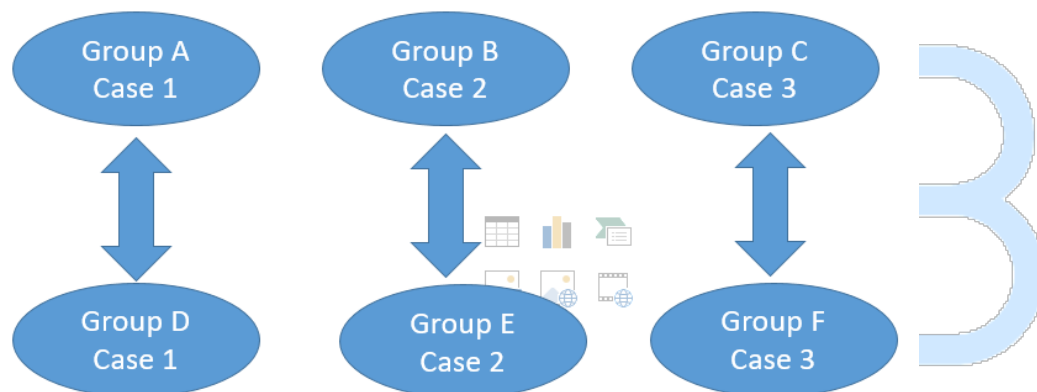 Group A
Case 1
Group B
Case 2
Group C
Case 3
Group D
Case 1
Group E
Case 2
Group F
Case 3